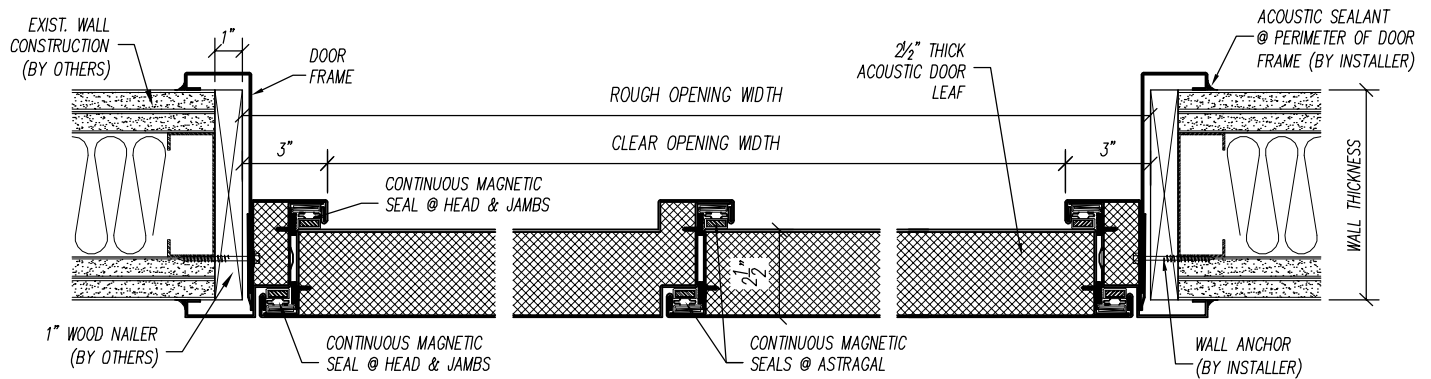 EXIST. WALL
CONSTRUCTION
(BY OTHERS)
1"
DOOR
FRAME
2½" THICK
ACOUSTIC DOOR
LEAF
ACOUSTIC SEALANT
@ PERIMETER OF DOOR
FRAME (BY INSTALLER)
ROUGH OPENING WIDTH
3"
CLEAR OPENING WIDTH
3"
CONTINUOUS MAGNETIC
SEAL @ HEAD & JAMBS
WALL THICKNESS
2½"
1" WOOD NAILER
(BY OTHERS)
CONTINUOUS MAGNETIC
SEAL @ HEAD & JAMBS
CONTINUOUS MAGNETIC
SEALS @ ASTRAGAL
WALL ANCHOR
(BY INSTALLER)